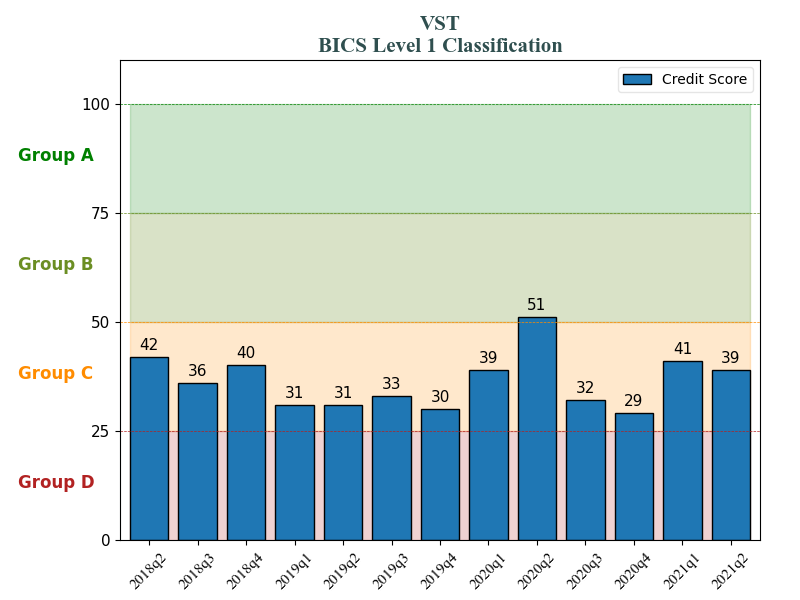 VST
BICS Level 1 Classification
Credit Score
100
Group A
75
Group B
50
Group C
25
Group D
0
42
36
40
31
31
33
30
39
51
32
29
41
39
2018q2
2018q3
2018q4
2019q1
2019q2
2019q3
2019q4
2020q1
2020q2
2020q3
2020q4
2021q1
2021q2